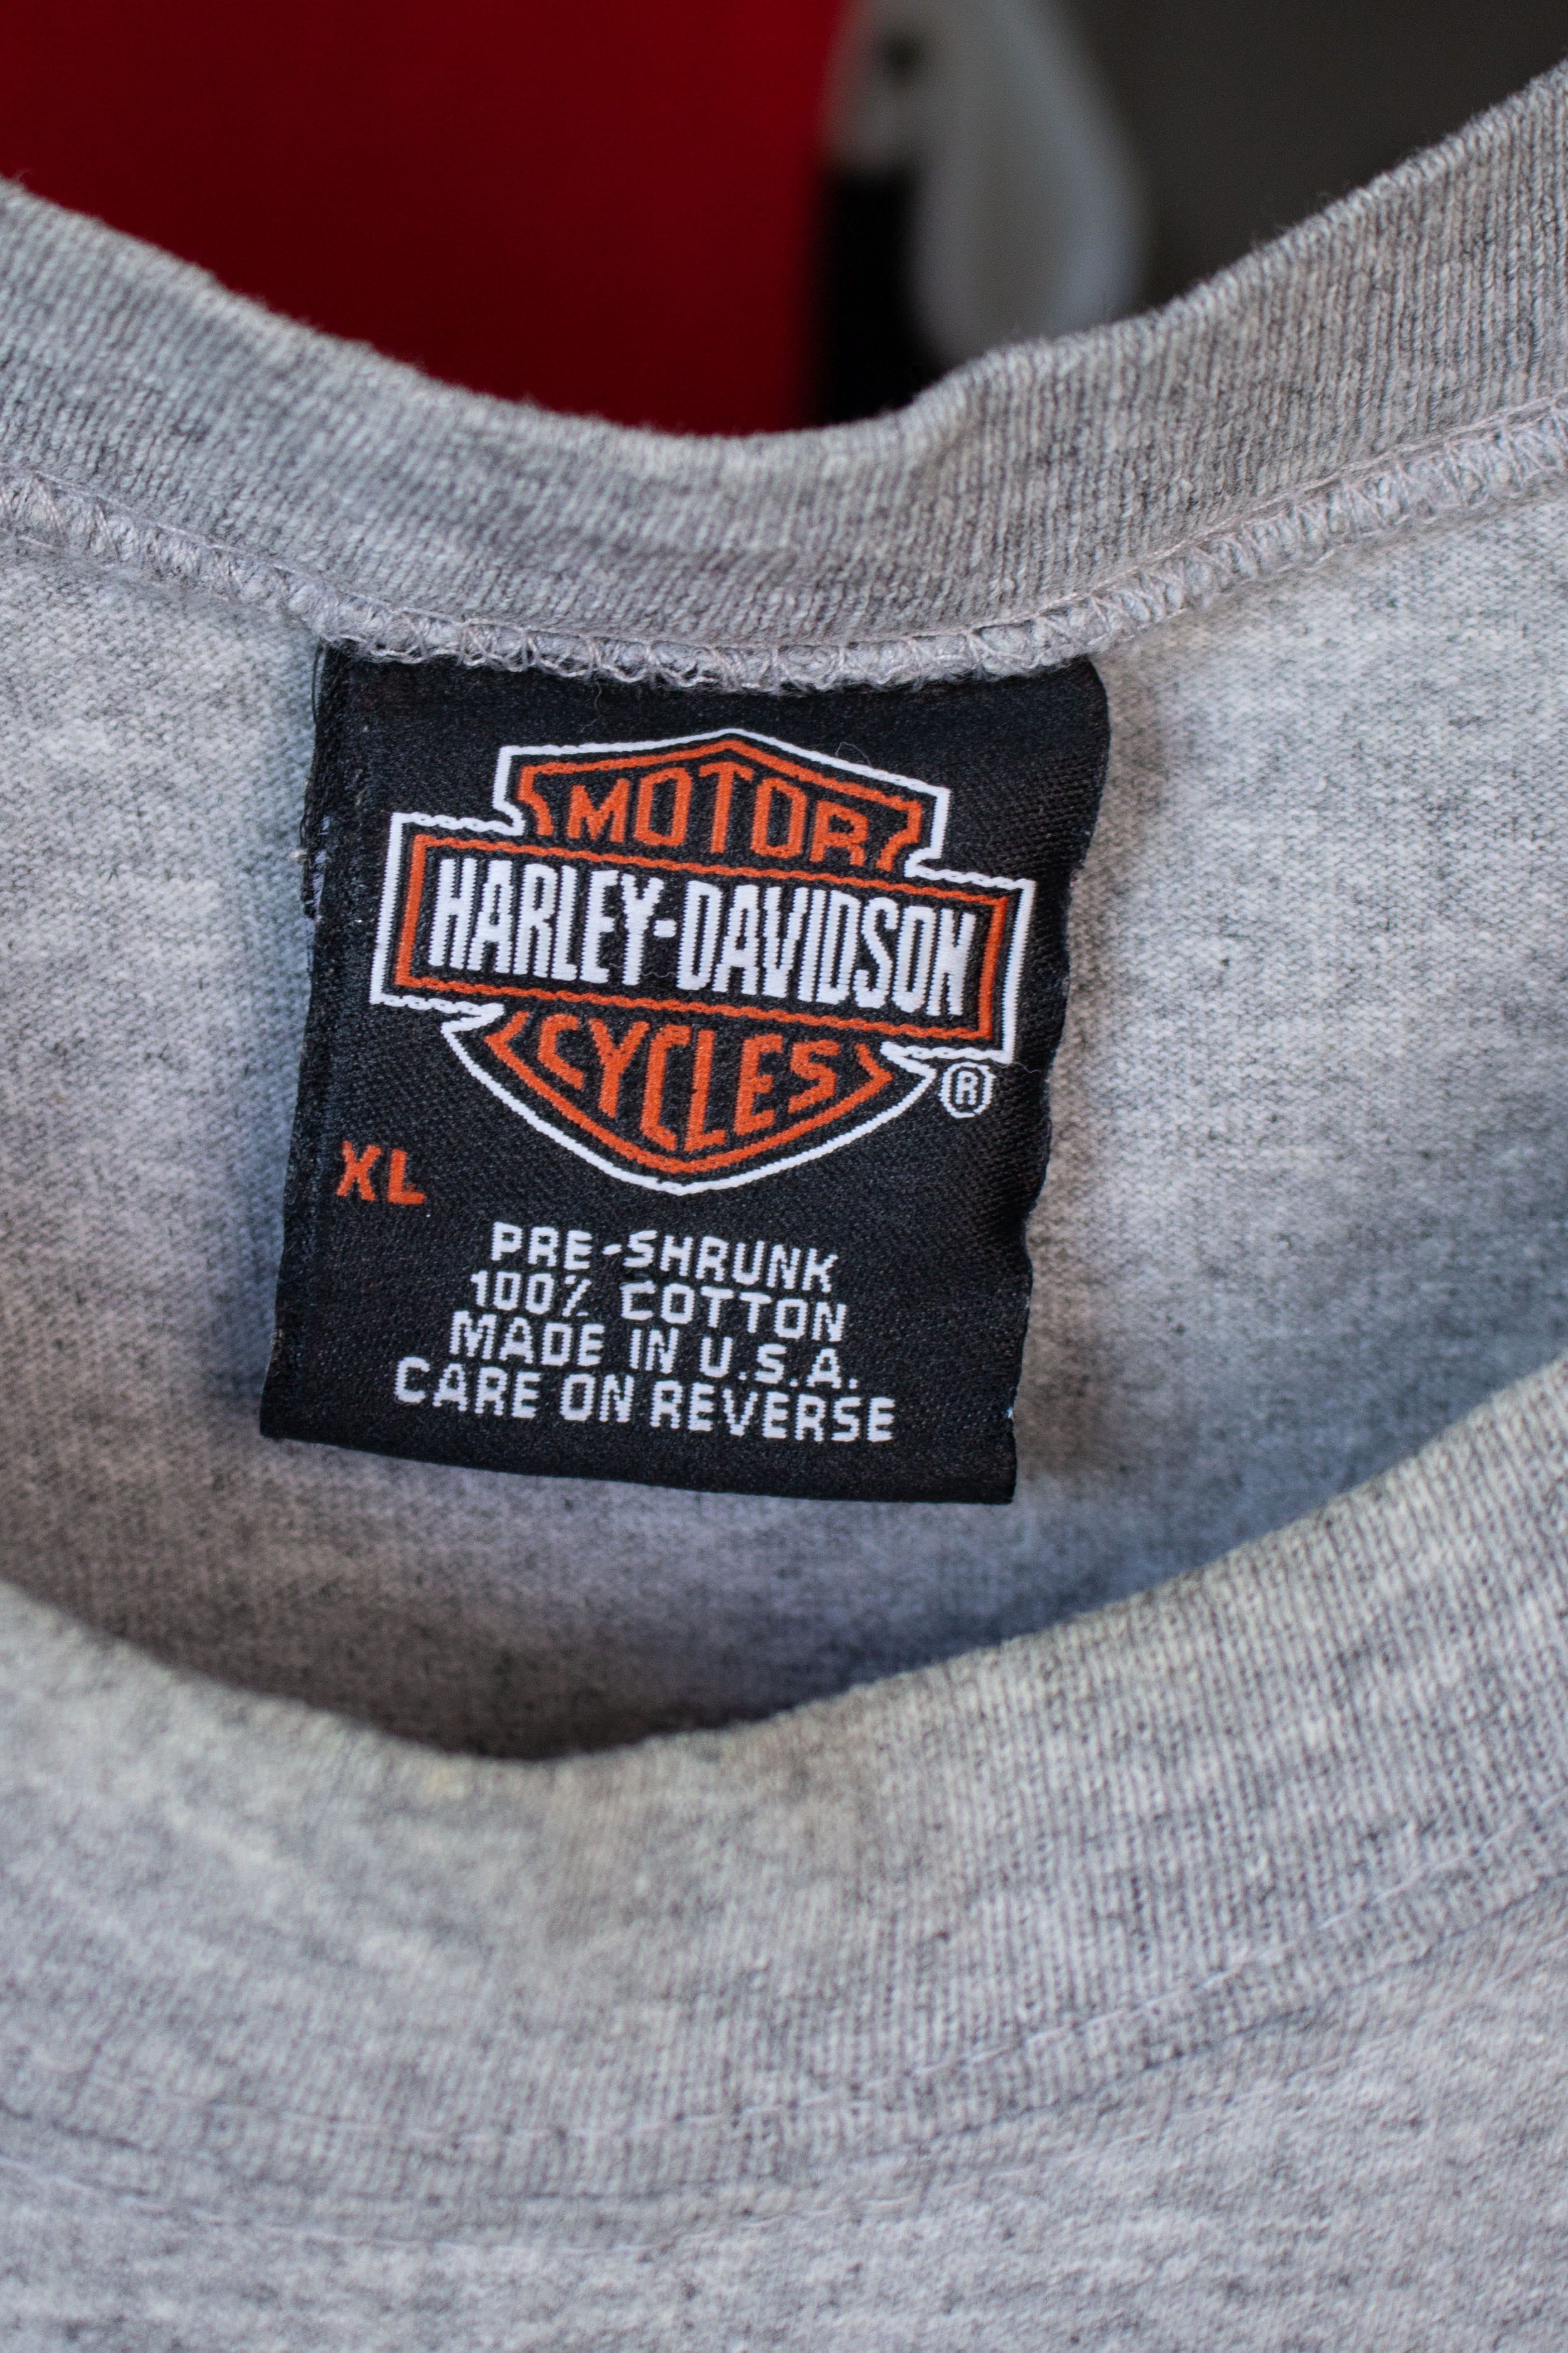 MOTOR
HARLEY-DAVIDSON
CYCLES
®
XL
PRE-SHRUNK
100% COTTON
MADE IN U.S.A.
CARE ON REVERSE